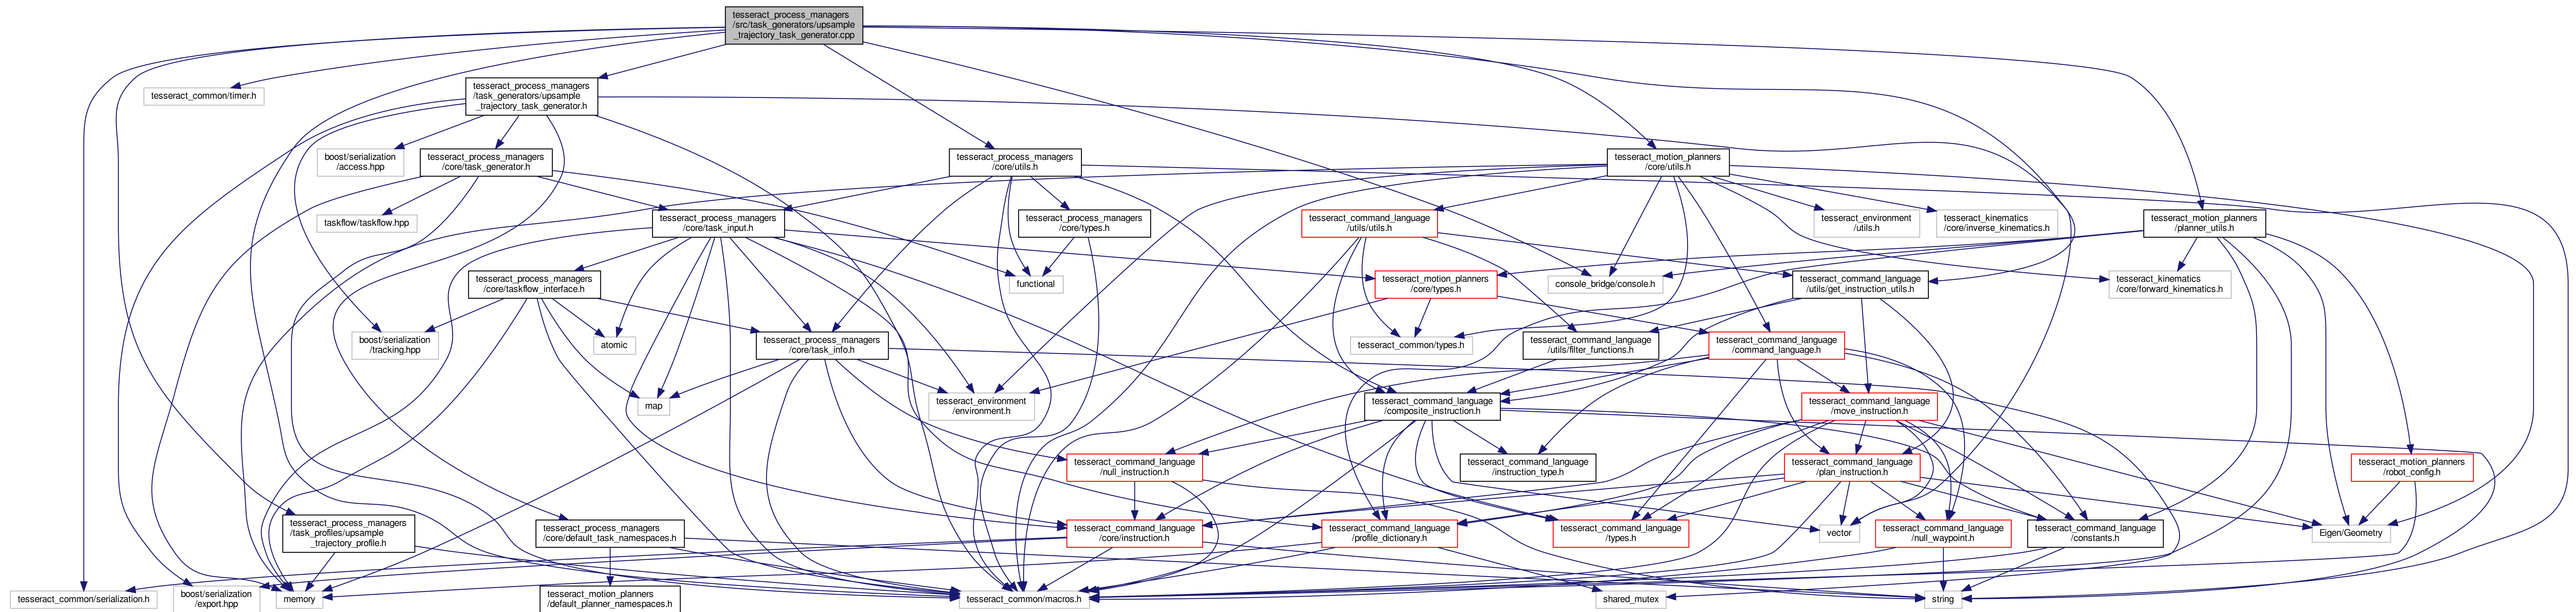 tesseract_process_managers
/src/task_generators/upsample
_trajectory_task_generator.cpp
tesseract_common/timer.h
tesseract_process_managers
/task_generators/upsample
_trajectory_task_generator.h
boost/serialization
/access.hpp
tesseract_process_managers
/core/task_generator.h
tesseract_process_managers
/core/utils.h
tesseract_motion_planners
/core/utils.h
taskflow/taskflow.hpp
tesseract_process_managers
/core/task_input.h
tesseract_process_managers
/core/types.h
tesseract_command_language
/utils/utils.h
tesseract_environment
/utils.h
tesseract_kinematics
/core/inverse_kinematics.h
tesseract_motion_planners
/planner_utils.h
tesseract_process_managers
/core/taskflow_interface.h
functional
tesseract_motion_planners
/core/types.h
console_bridge/console.h
tesseract_command_language
/utils/get_instruction_utils.h
tesseract_kinematics
/core/forward_kinematics.h
boost/serialization
/tracking.hpp
atomic
tesseract_process_managers
/core/task_info.h
tesseract_common/types.h
tesseract_command_language
/utils/filter_functions.h
tesseract_command_language
/command_language.h
map
tesseract_environment
/environment.h
tesseract_command_language
/composite_instruction.h
tesseract_command_language
/move_instruction.h
tesseract_command_language
/null_instruction.h
tesseract_command_language
/instruction_type.h
tesseract_command_language
/plan_instruction.h
tesseract_motion_planners
/robot_config.h
tesseract_process_managers
/task_profiles/upsample
_trajectory_profile.h
tesseract_process_managers
/core/default_task_namespaces.h
tesseract_command_language
/core/instruction.h
tesseract_command_language
/profile_dictionary.h
tesseract_command_language
/types.h
vector
tesseract_command_language
/null_waypoint.h
tesseract_command_language
/constants.h
Eigen/Geometry
tesseract_common/serialization.h
boost/serialization
/export.hpp
memory
tesseract_motion_planners
/default_planner_namespaces.h
tesseract_common/macros.h
shared_mutex
string